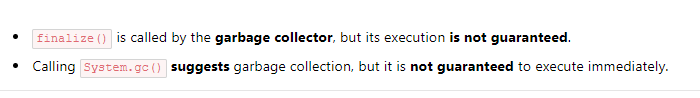 • finalize() is called by the garbage collector, but its execution is not guaranteed.
• Calling System.gc() suggests garbage collection, but it is not guaranteed to execute immediately.